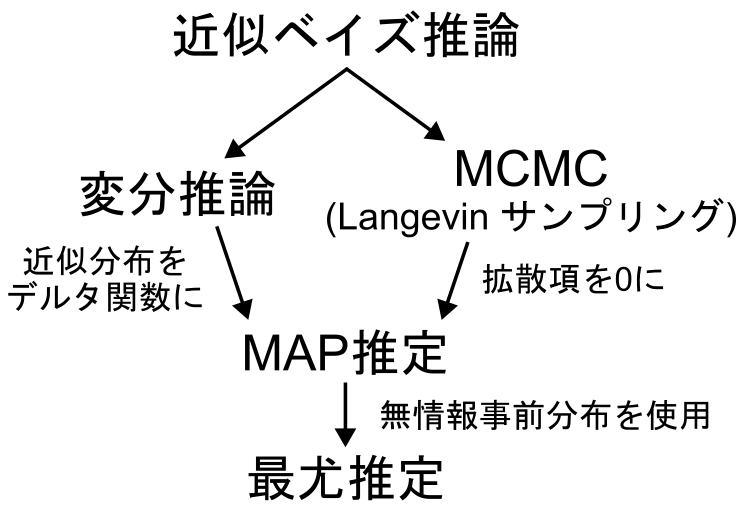 近似ベイズ推論
変分推論
MCMC
(Langevin サンプリング)
近似分布を
デルタ関数に
拡散項を0に
MAP推定
無情報事前分布を使用
最尤推定